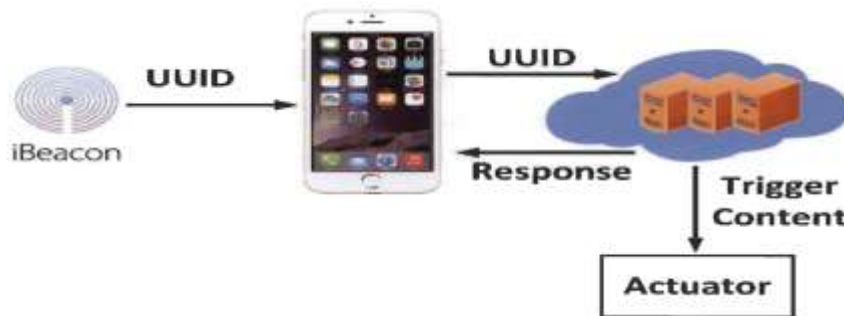 UUID
iBeacon
UUID
Response
Trigger
Content
Actuator